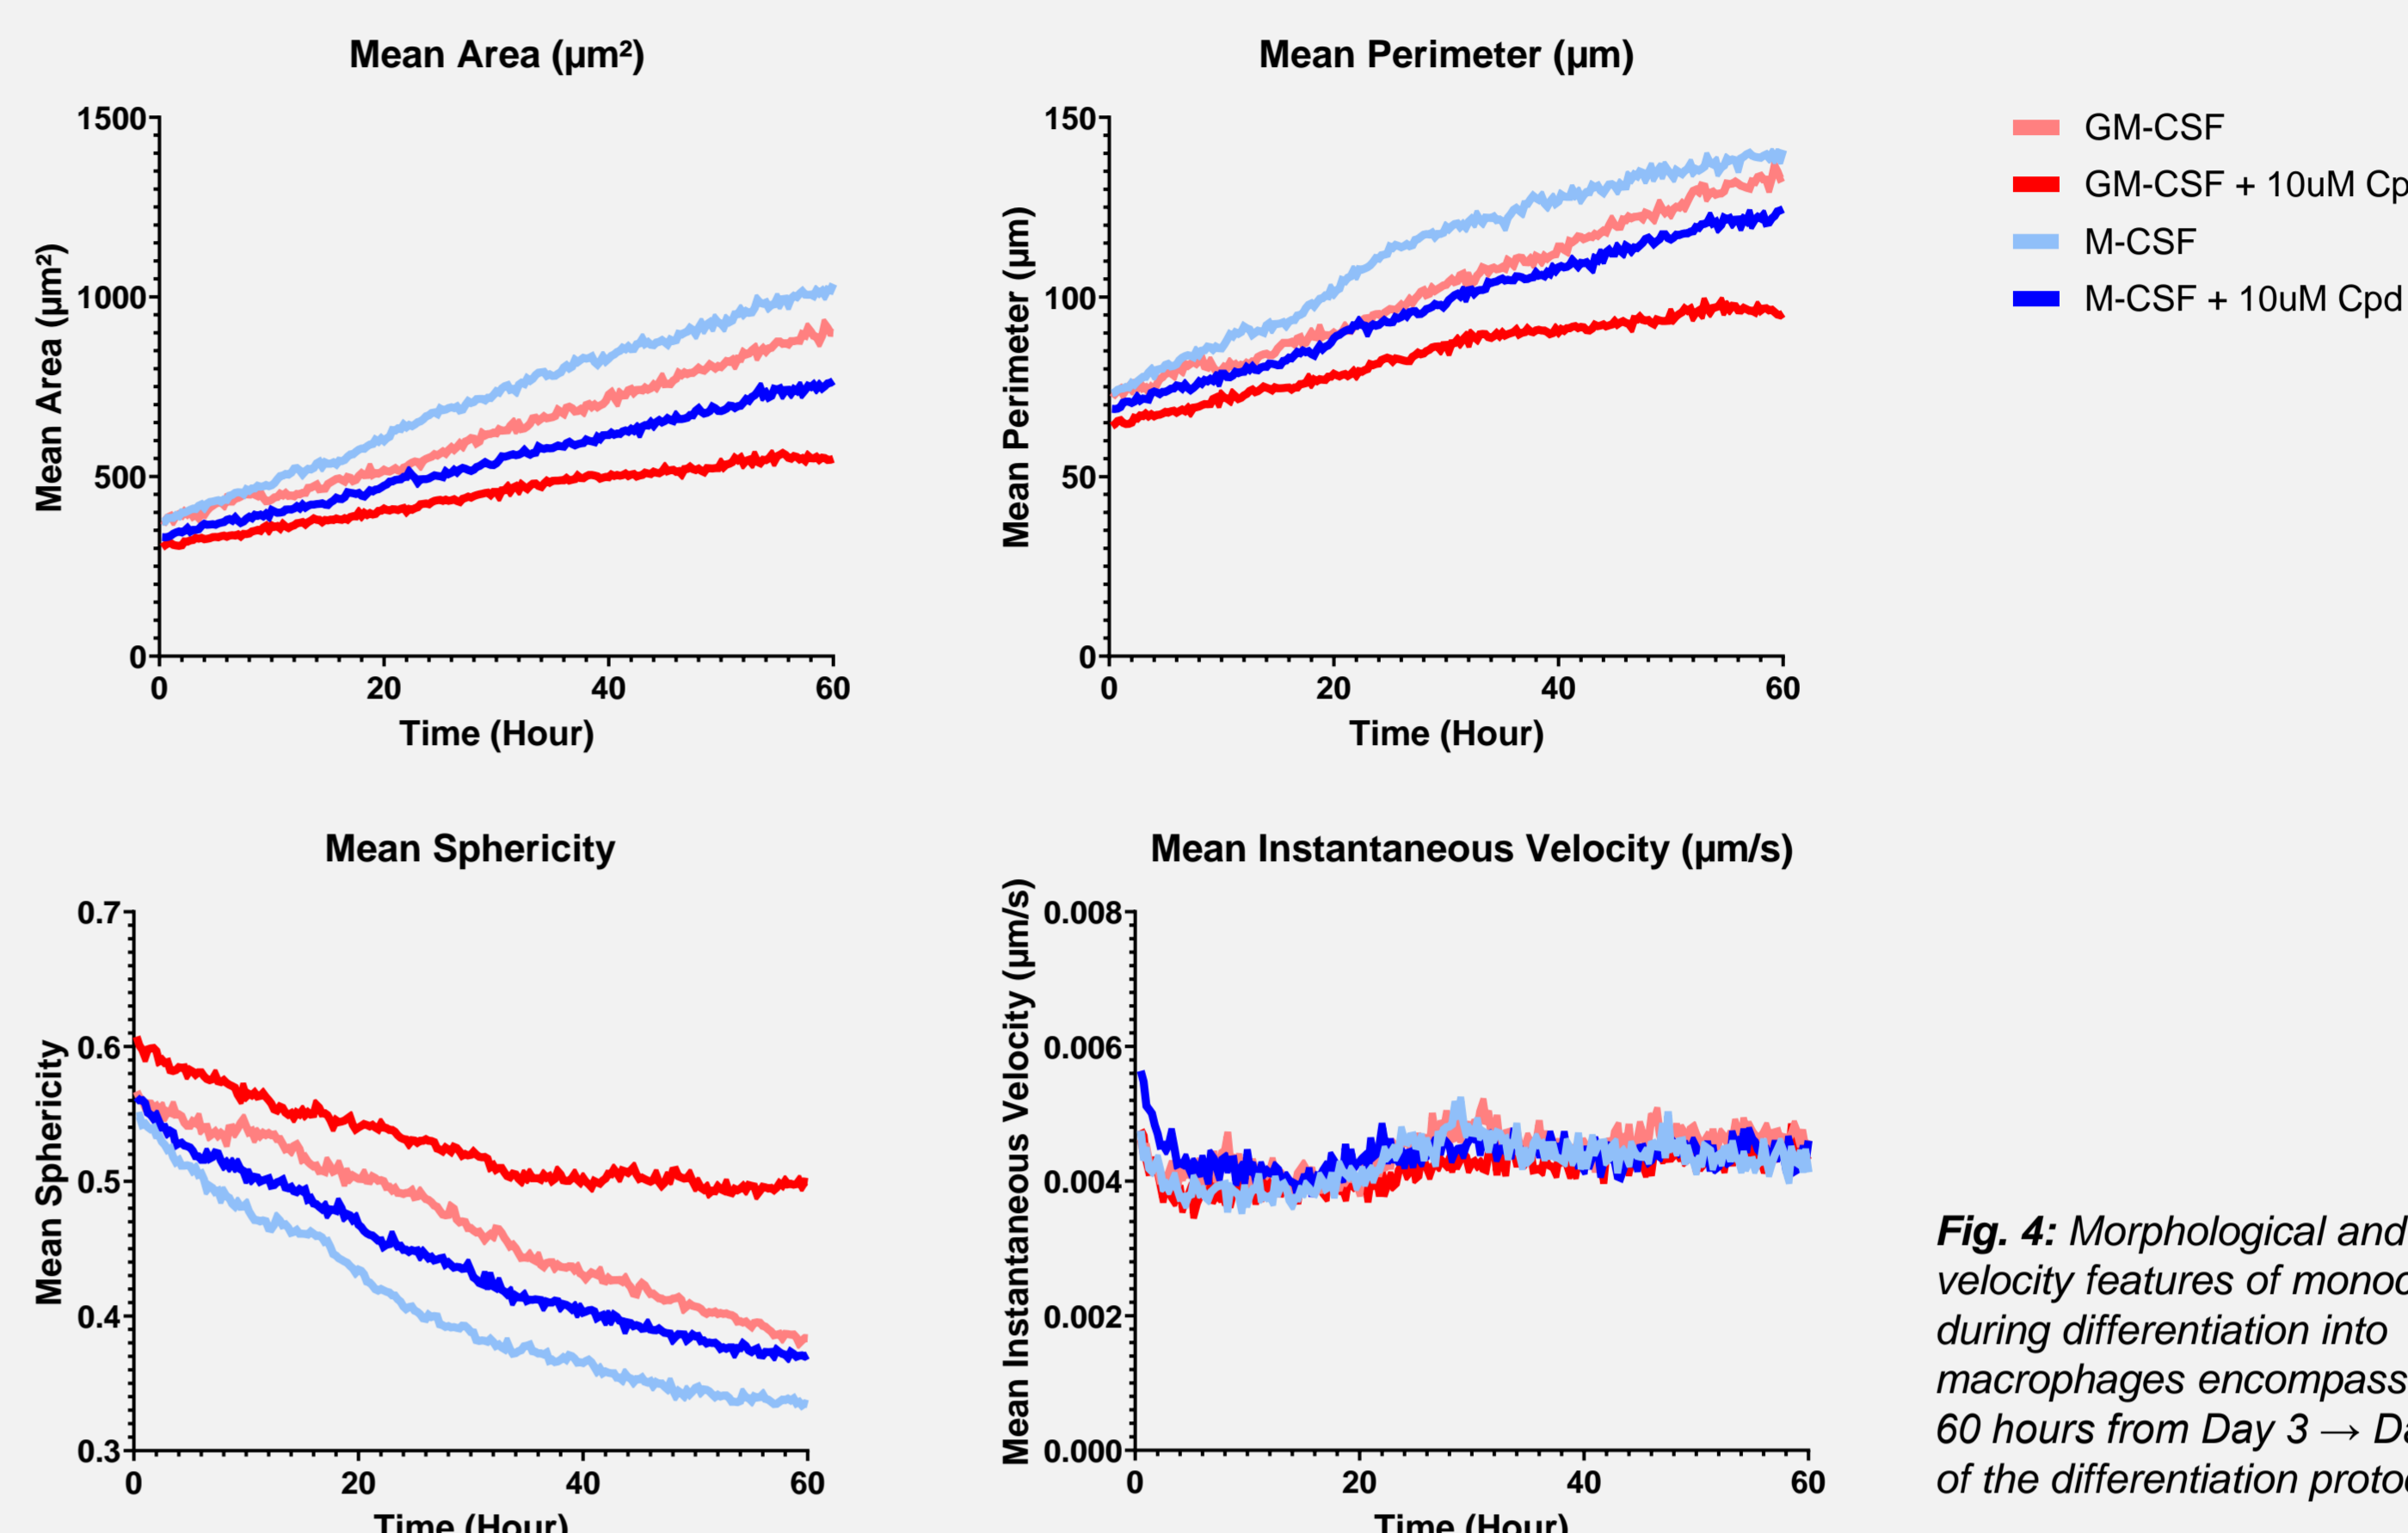 Mean Area (µm²)
Mean Perimeter (µm)
1500
1000
500
0
Mean Area (µm²)
0 20 40 60
Time (Hour)
150
100
50
0
Mean Perimeter (µm)
0 20 40 60
Time (Hour)
GM-CSF
GM-CSF + 10uM
M-CSF
M-CSF + 10uM Cpd
Mean Sphericity
Mean Instantaneous Velocity (µm/s)
0.7
0.6
0.5
0.4
0.3
Mean Sphericity
0 20 40 60
Time (Hour)
0.008
0.006
0.004
0.002
0.000
Mean Instantaneous Velocity (µm/s)
0 20 40 60
Time (Hour)
Fig. 4: Morphological and
velocity features of
during differentiation into
macrophages
60 hours from Day 3 →
of the differentiation